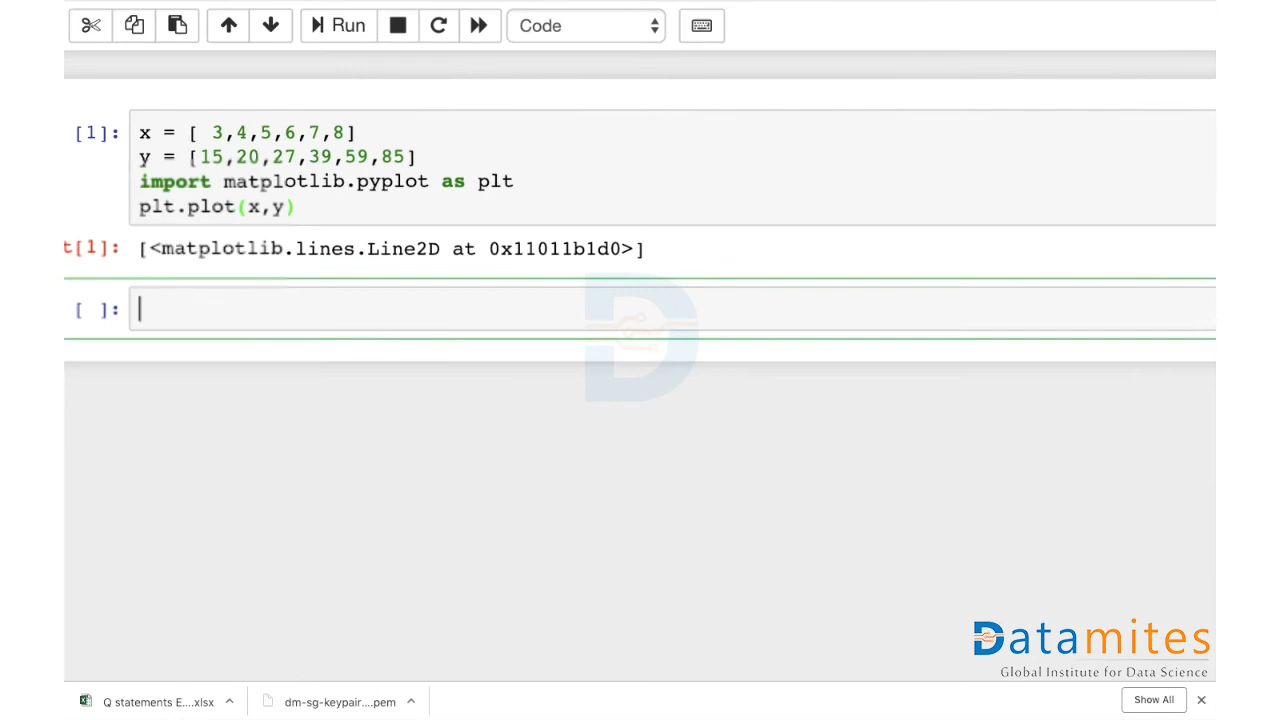 Run
Code
[1]:
x = [ 3,4,5,6,7,8]
y = [15,20,27,39,59,85]
import matplotlib.pyplot as plt
plt.plot(x,y)
t[1]:
[<matplotlib.lines.Line2D at 0x11011b1d0>]
[ ]:
Datamites
Global Institute for Data Science
Q statements E....xlsx
dm-sg-keypair....pem
Show All